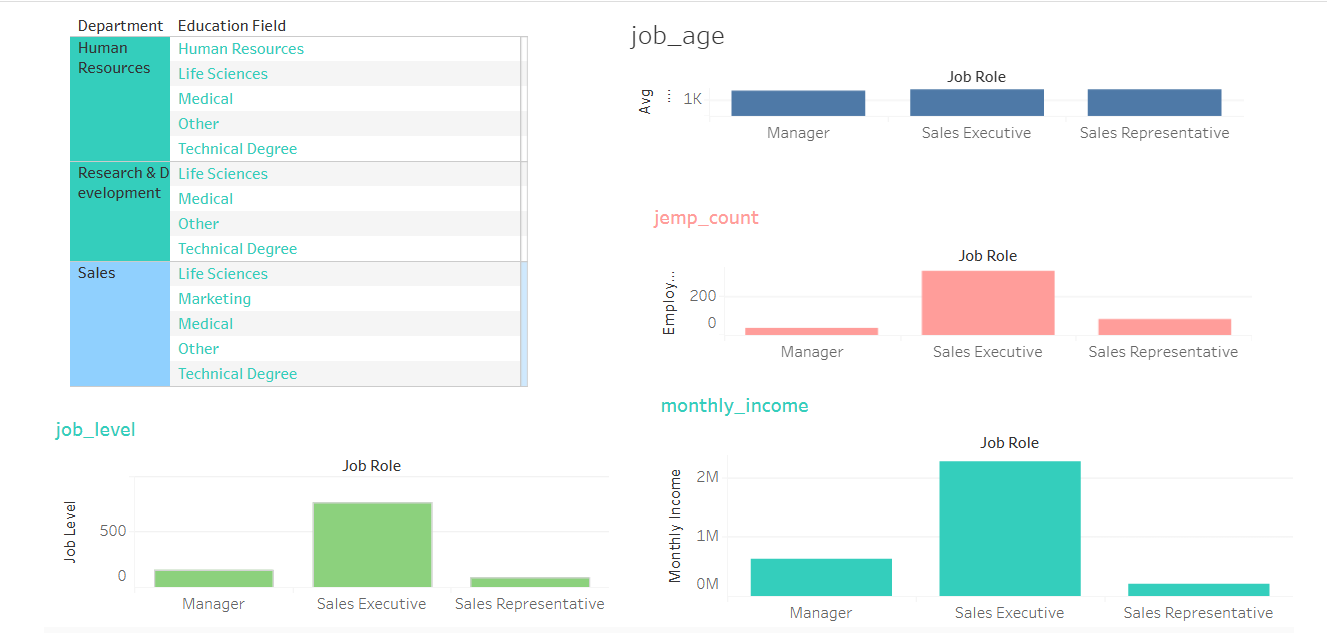 Department Education Field
Human
Resources
Human Resources
Life Sciences
Medical
Other
Technical Degree
Research & D
evelopment
Life Sciences
Medical
Other
Technical Degree
Sales
Life Sciences
Marketing
Medical
Other
Technical Degree
job_age
Job Role
Avg ...
1K
Manager Sales Executive Sales Representative
jemp_count
Job Role
Employ...
200
0
Manager Sales Executive Sales Representative
job_level
Job Role
Job Level
500
0
Manager Sales Executive Sales Representative
monthly_income
Job Role
Monthly Income
2M
1M
0M
Manager Sales Executive Sales Representative